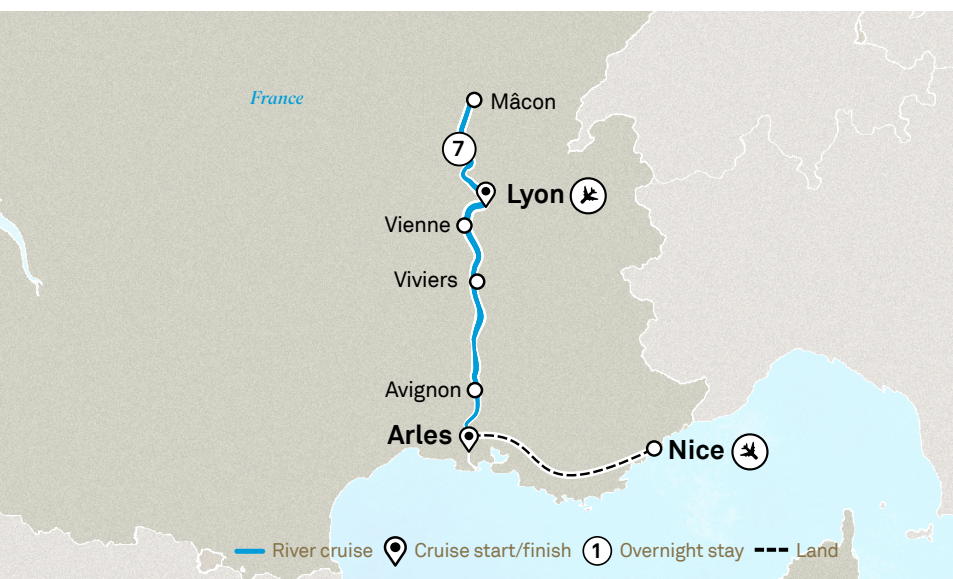 France
Mâcon
7
Lyon
Vienne
Viviers
Avignon
Arles
Nice
River cruise Cruise start/finish 1 Overnight stay Land